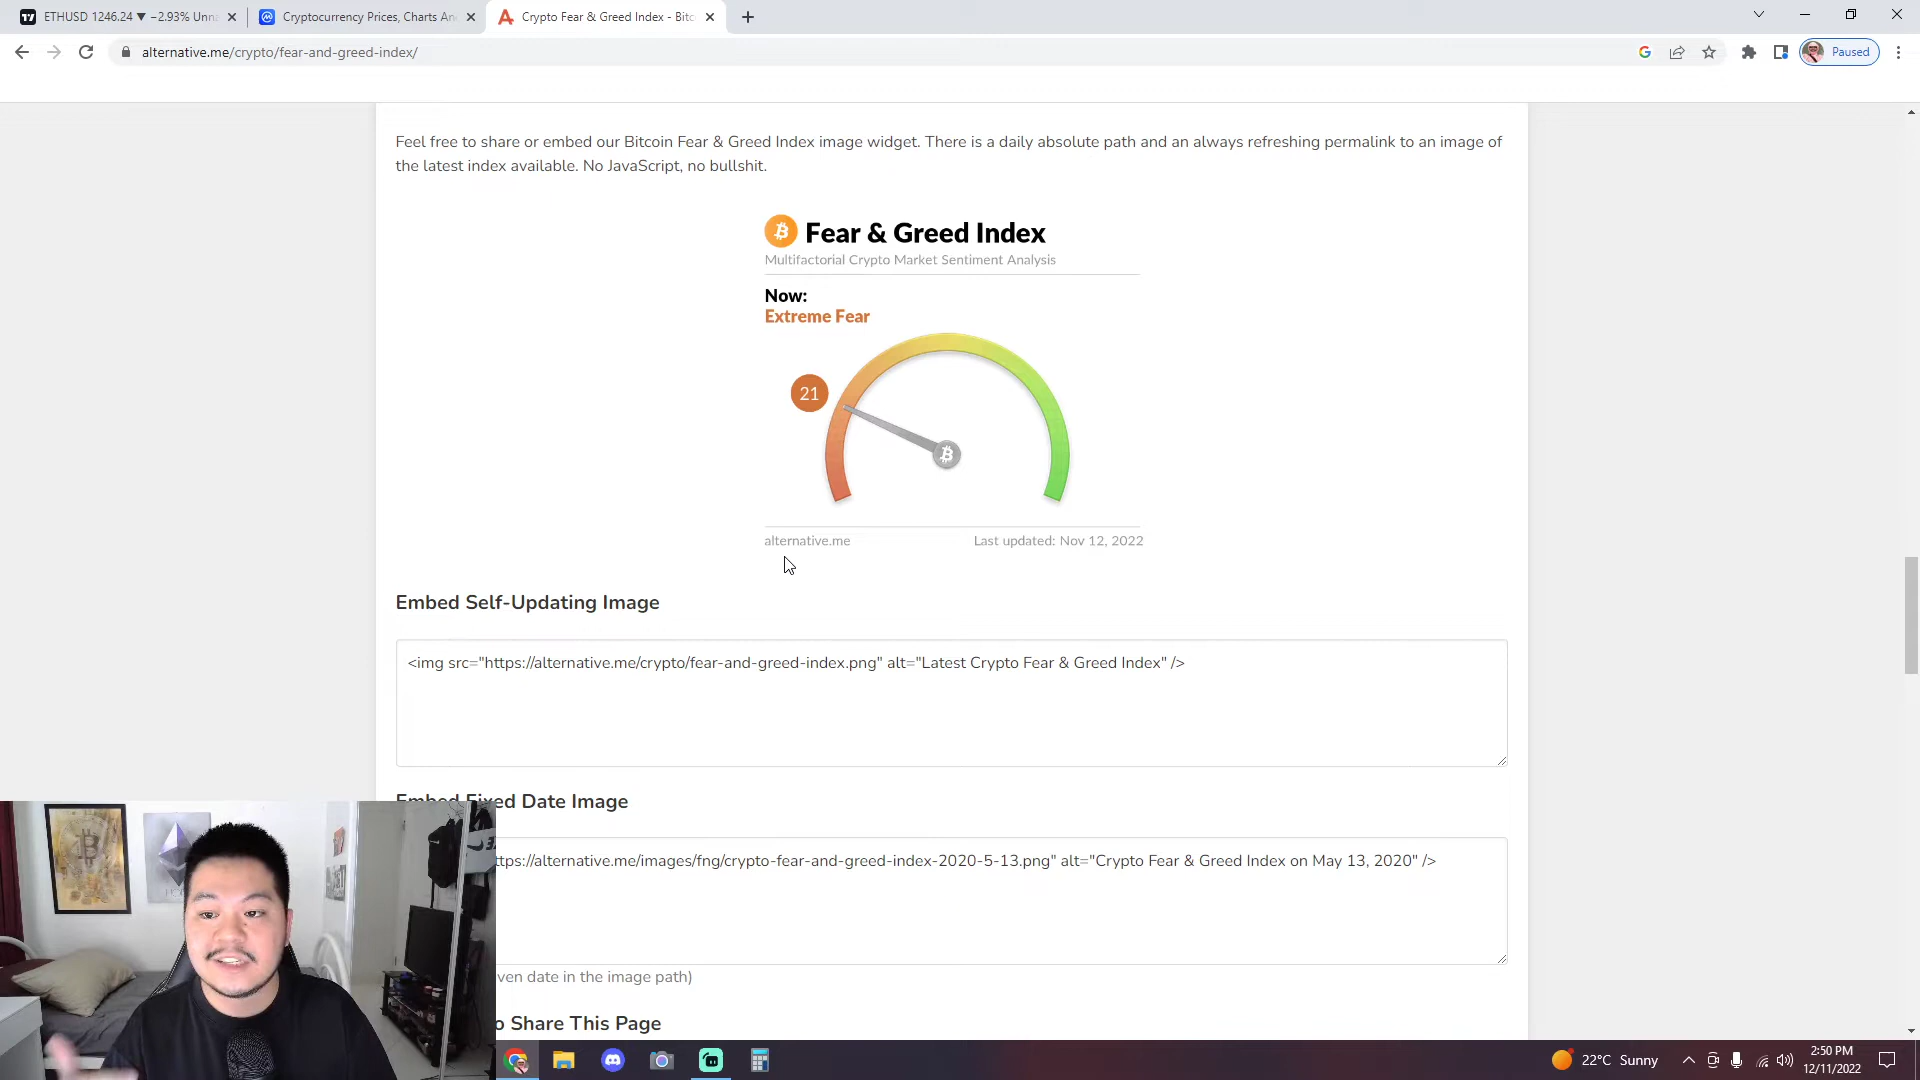 ETHUSD 1246.24 ▼ −2.93% Unna
Cryptocurrency Prices, Charts An
Crypto Fear & Greed Index - Bitc
alternative.me/crypto/fear-and-greed-index/
Paused
Feel free to share or embed our Bitcoin Fear & Greed Index image widget. There is a daily absolute path and an always refreshing permalink to an image of
the latest index available. No JavaScript, no bullshit.
Fear & Greed Index
Multifactorial Crypto Market Sentiment Analysis
Now:
Extreme Fear
21
alternative.me
Last updated: Nov 12, 2022
Embed Self-Updating Image
<img src="https://alternative.me/crypto/fear-and-greed-index.png" alt="Latest Crypto Fear & Greed Index" />
Embed Fixed Date Image
ttps://alternative.me/images/fng/crypto-fear-and-greed-index-2020-5-13.png" alt="Crypto Fear & Greed Index on May 13, 2020" />
ven date in the image path)
o Share This Page
22°C Sunny
2:50 PM
12/11/2022